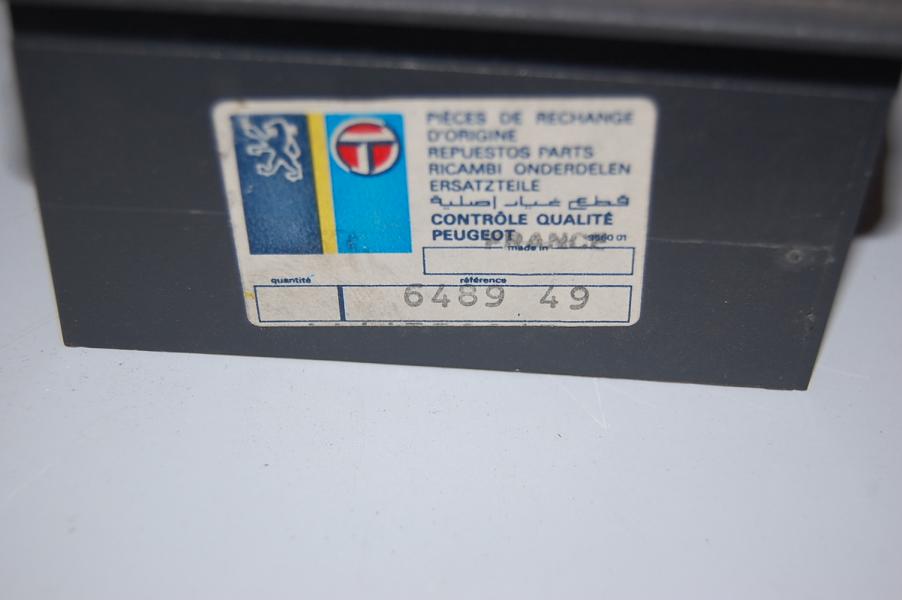 PIÈCES DE RECHANGE
D'ORIGINE
REPUESTOS PARTS
RICAMBI ONDERDELEN
ERSATZTEILE
قطع غيار أصلية
CONTRÔLE QUALITÉ
PEUGEOT
FRANCE
made in
quantité référence
6489 49